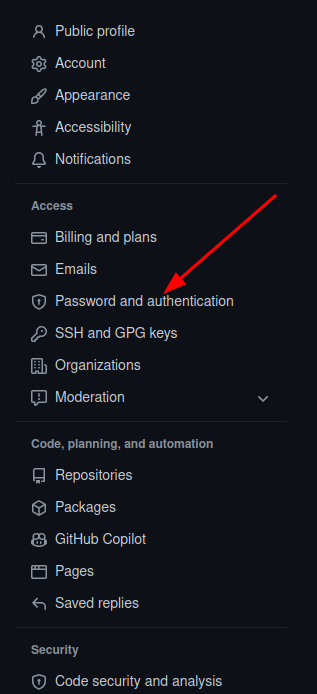 Public profile
Account
Appearance
Accessibility
Notifications
Access
Billing and plans
Emails
Password and authentication
SSH and GPG keys
Organizations
Moderation
Code, planning, and automation
Repositories
Packages
GitHub Copilot
Pages
Saved replies
Security
Code security and analysis